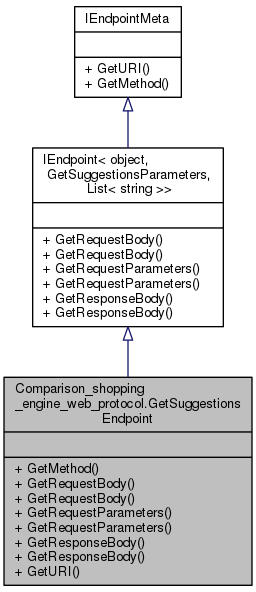 IEndpointMeta
+ GetURI()
+ GetMethod()
IEndpoint< object,
GetSuggestionsParameters,
List< string >>
+ GetRequestBody()
+ GetRequestBody()
+ GetRequestParameters()
+ GetRequestParameters()
+ GetResponseBody()
+ GetResponseBody()
Comparison_shopping
_engine_web_protocol.GetSuggestions
Endpoint
+ GetMethod()
+ GetRequestBody()
+ GetRequestBody()
+ GetRequestParameters()
+ GetRequestParameters()
+ GetResponseBody()
+ GetResponseBody()
+ GetURI()